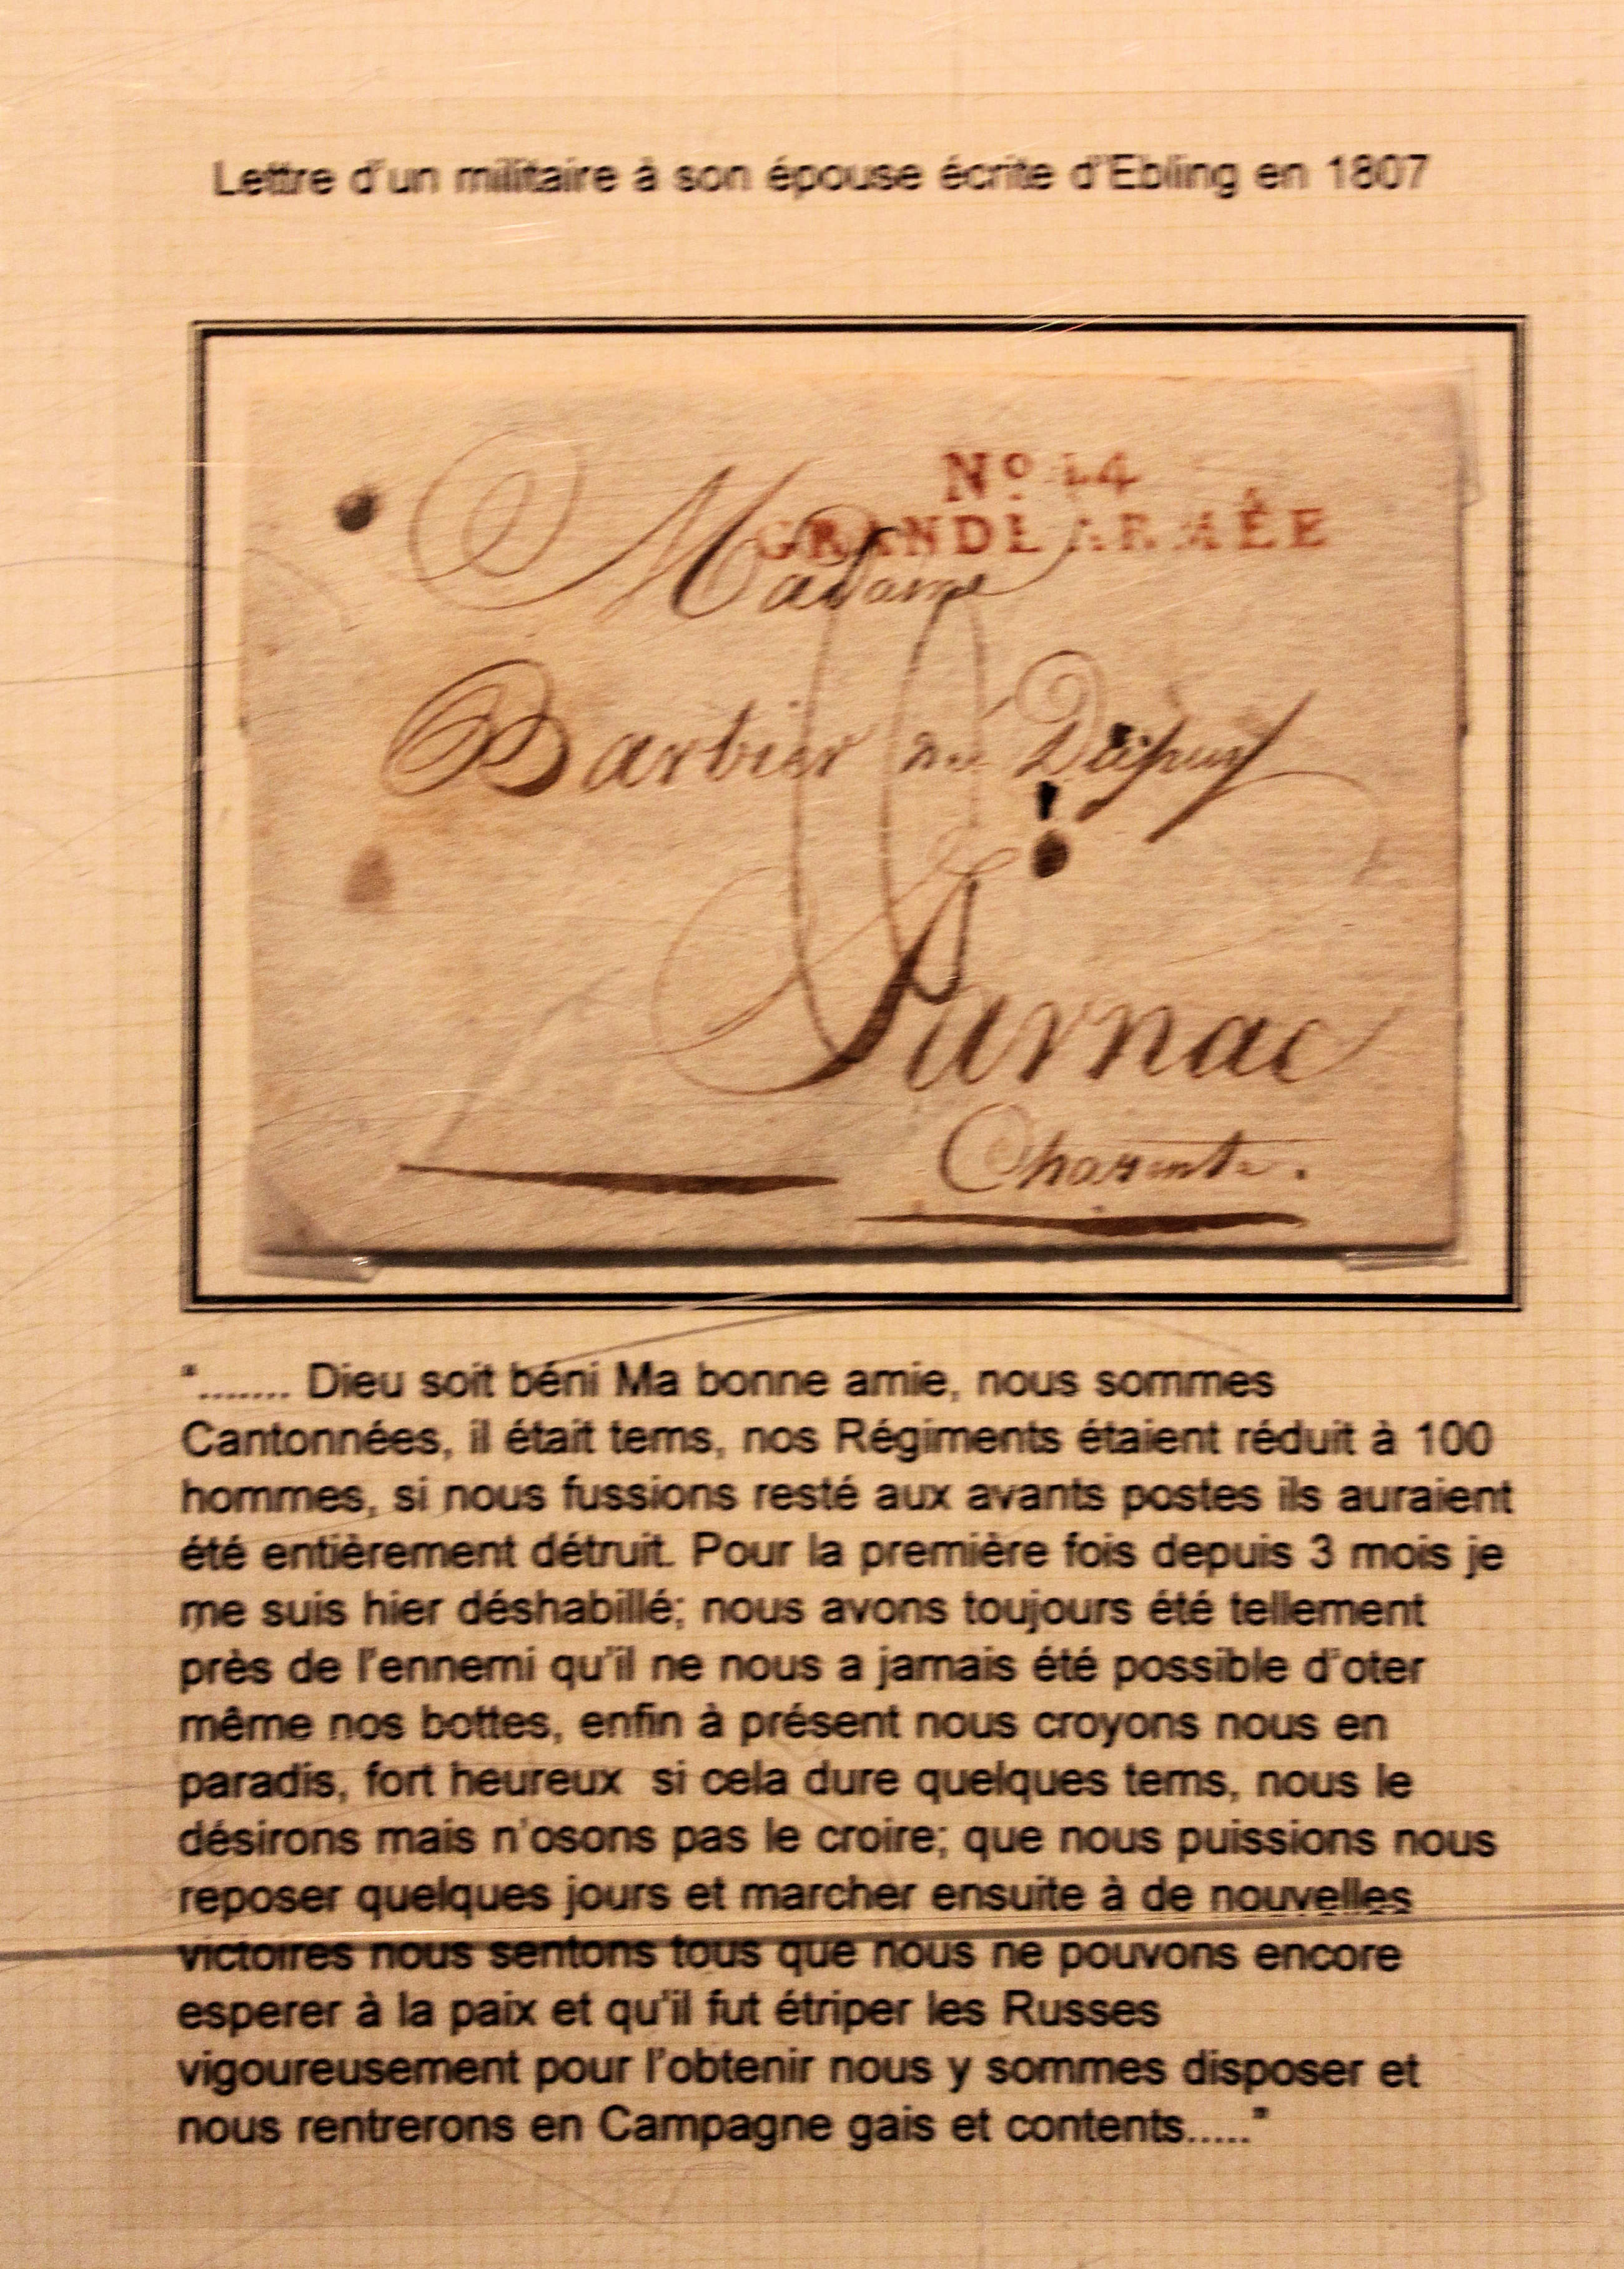 Lettre d'un militaire à son épouse écrite d'Ebling en 1807
N° 14
GRANDE ARMÉE
Madame
Barbier née Dupuy
Jarnac
Charente.
"....... Dieu soit béni Ma bonne amie, nous sommes
Cantonnées, il était tems, nos Régiments étaient réduit à 100
hommes, si nous fussions resté aux avants postes ils auraient
été entièrement détruit. Pour la première fois depuis 3 mois je
me suis hier déshabillé; nous avons toujours été tellement
près de l'ennemi qu'il ne nous a jamais été possible d'oter
même nos bottes, enfin à présent nous croyons nous en
paradis, fort heureux si cela dure quelques tems, nous le
désirons mais n'osons pas le croire; que nous puissions nous
reposer quelques jours et marcher ensuite à de nouvelles
victoires nous sentons tous que nous ne pouvons encore
esperer à la paix et qu'il fut étriper les Russes
vigoureusement pour l'obtenir nous y sommes disposer et
nous rentrerons en Campagne gais et contents....."